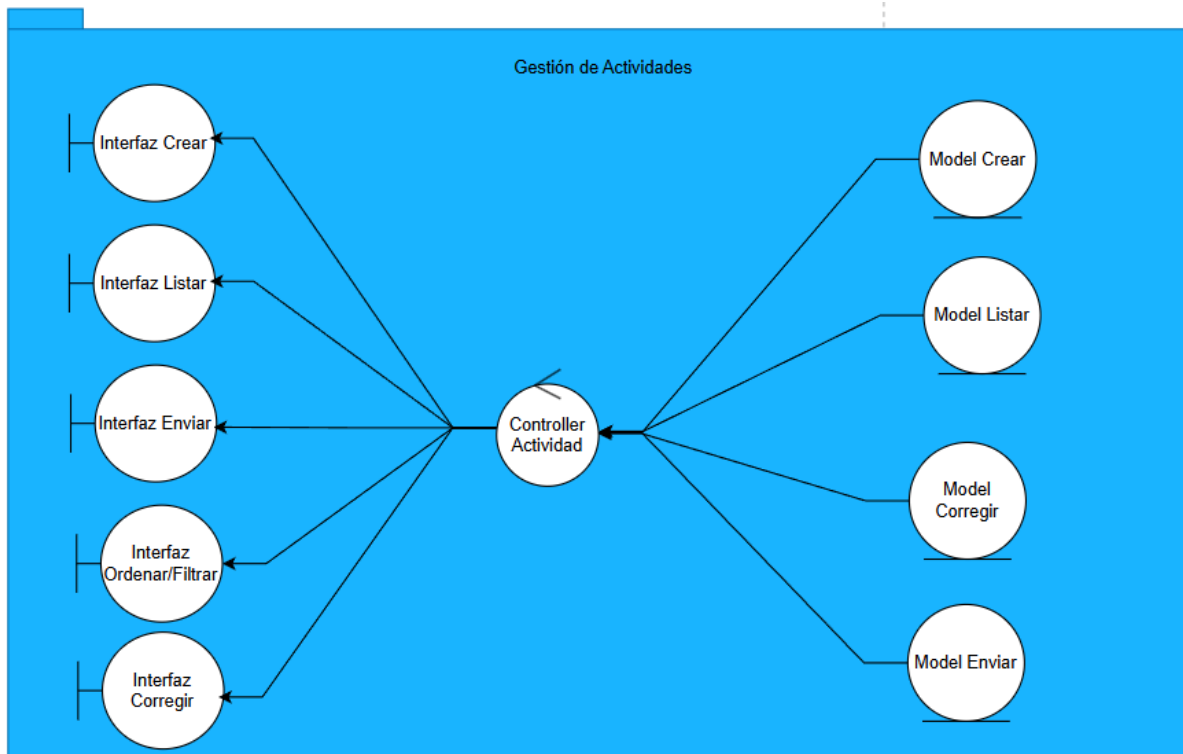 Gestión de Actividades
Interfaz Crear
Interfaz Listar
Interfaz Enviar
Interfaz
Ordenar/Filtrar
Interfaz
Corregir
Controller
Actividad
Model Crear
Model Listar
Model
Corregir
Model Enviar